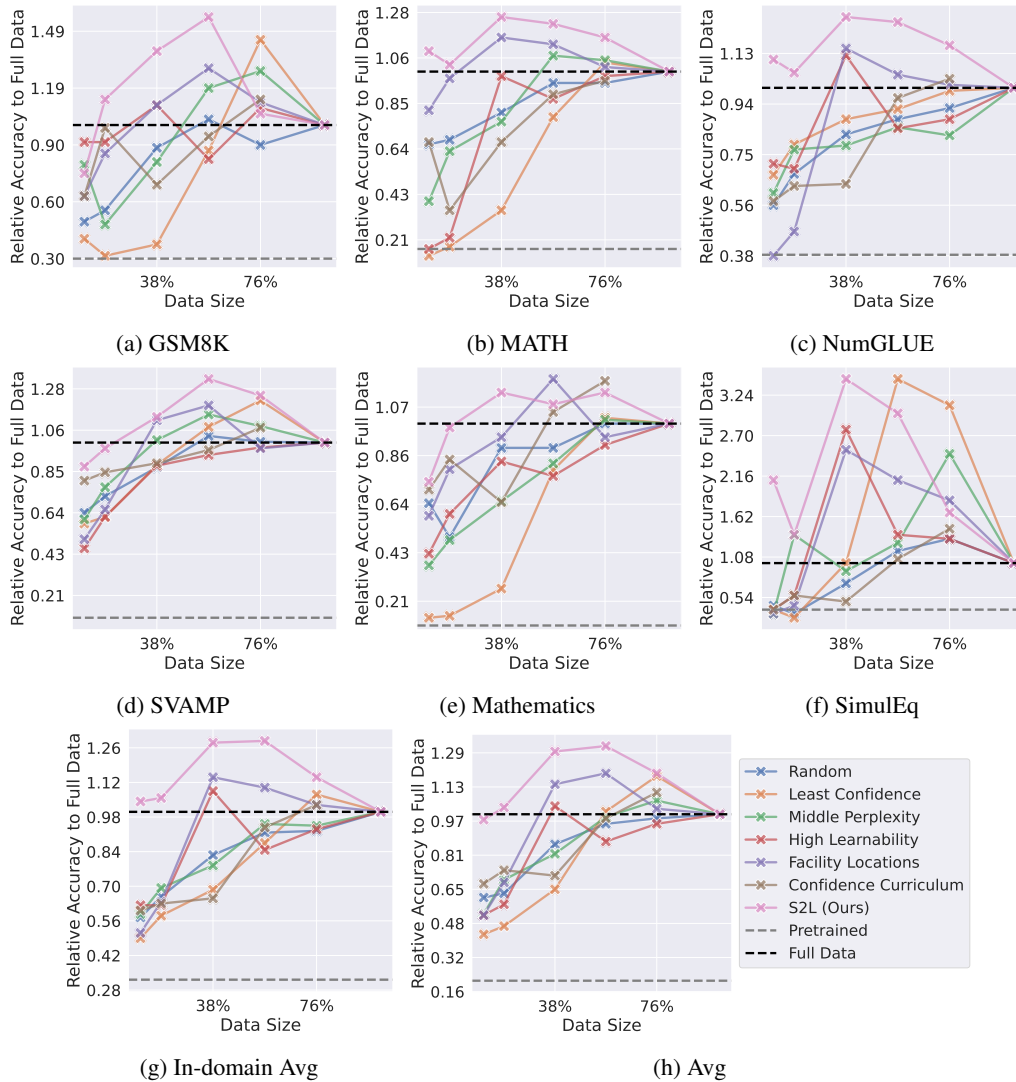 Relative Accuracy to Full Data
1.49
1.19
0.90
0.60
0.30
38%
76%
Data Size
(a) GSM8K
Relative Accuracy to Full Data
1.28
1.06
0.85
0.64
0.43
0.21
38%
76%
Data Size
(b) MATH
Relative Accuracy to Full Data
1.13
0.94
0.75
0.56
0.38
38%
76%
Data Size
(c) NumGLUE
Relative Accuracy to Full Data
1.28
1.06
0.85
0.64
0.43
0.21
38%
76%
Data Size
(d) SVAMP
Relative Accuracy to Full Data
1.07
0.86
0.64
0.43
0.21
38%
76%
Data Size
(e) Mathematics
Relative Accuracy to Full Data
3.24
2.70
2.16
1.62
1.08
0.54
38%
76%
Data Size
(f) SimulEq
Relative Accuracy to Full Data
1.26
1.12
0.98
0.84
0.70
0.56
0.42
0.28
38%
76%
Data Size
(g) In-domain Avg
Relative Accuracy to Full Data
1.29
1.13
0.97
0.81
0.65
0.48
0.32
0.16
38%
76%
Data Size
(h) Avg
Random
Least Confidence
Middle Perplexity
High Learnability
Facility Locations
Confidence Curriculum
S2L (Ours)
Pretrained
Full Data